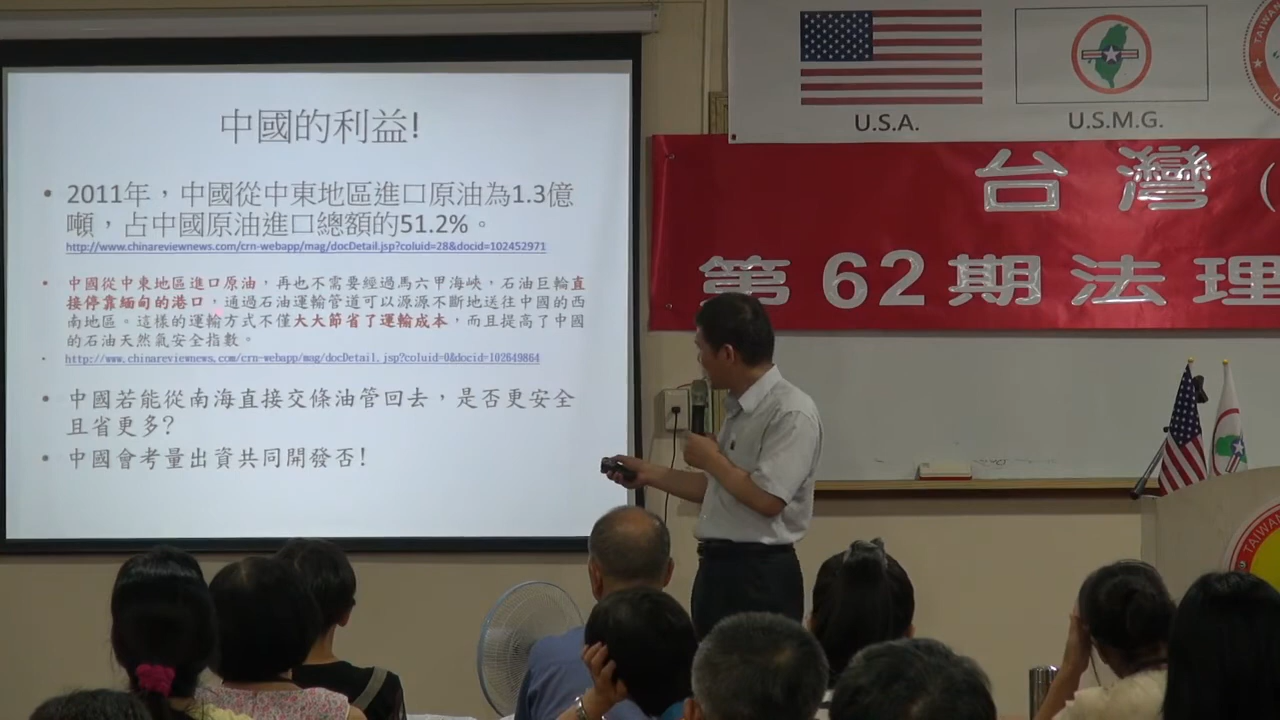 中國的利益!
• 2011年，中國從中東地區進口原油為1.3億
噸，占中國原油進口總額的51.2%。
http://www.chinareviewnews.com/crn-webapp/mag/docDetail.jsp?coluid=28&docid=102452971
• 中國從中東地區進口原油，再也不需要經過馬六甲海峽，石油巨輪直
接停靠緬甸的港口，通過石油運輸管道可以源源不斷地送往中國的西
南地區。這樣的運輸方式不僅大大節省了運輸成本，而且提高了中國
的石油天然氣安全指數。
• http://www.chinareviewnews.com/crn-webapp/mag/docDetail.jsp?coluid=0&docid=102649864
• 中國若能從南海直接交條油管回去，是否更安全
且省更多?
• 中國會考量出資共同開發否!
U.S.A.
U.S.M.G.
TAIWAN
U.S
台灣(
第62期法理
TAIWAN